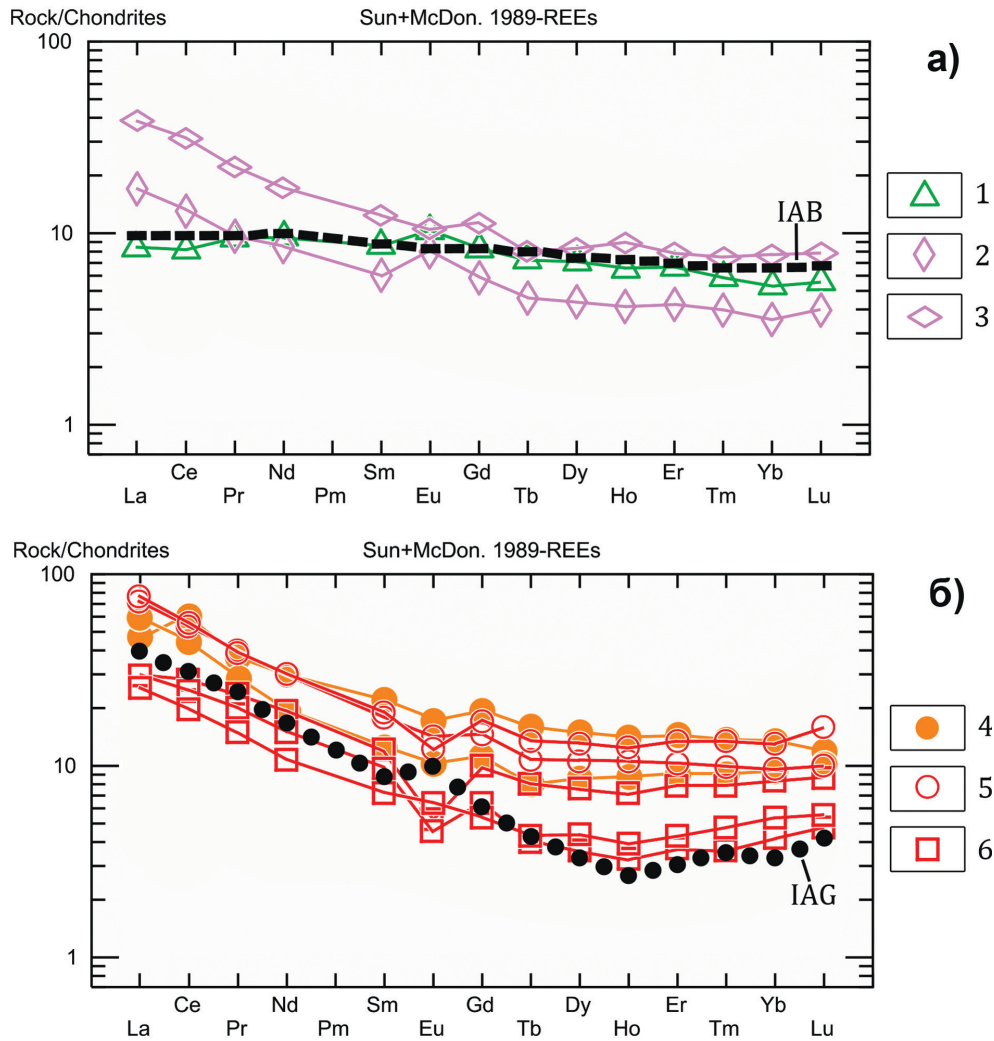 Rock/Chondrites Sun+McDon. 1989-REEs
100
а)
1
IAB
10
2
3
1
Ce Nd Sm Gd Dy Er Yb
La Pr Pm Eu Tb Ho Tm Lu
Rock/Chondrites Sun+McDon. 1989-REEs
100
б)
4
10
5
6
IAG
1
Ce Nd Sm Gd Dy Er Yb
La Pr Pm Eu Tb Ho Tm Lu